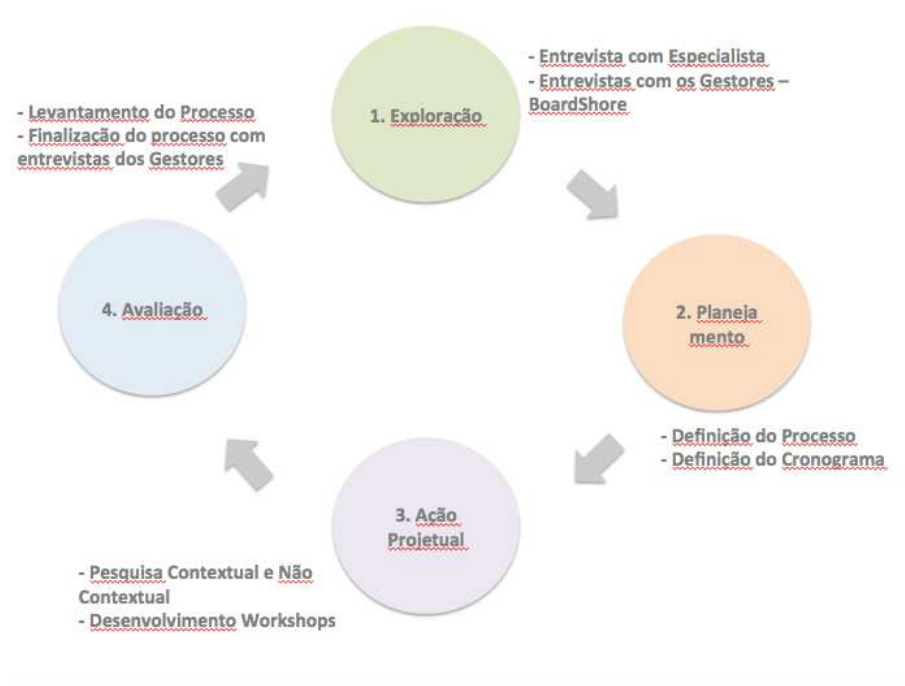 1. Exploração
- Entrevista com Especialista
- Entrevistas com os Gestores –
BoardShore
2. Planeja
mento
- Definição do Processo
- Definição do Cronograma
3. Ação
Projetual
- Pesquisa Contextual e Não
Contextual
- Desenvolvimento Workshops
4. Avaliação
- Levantamento do Processo
- Finalização do processo com
entrevistas dos Gestores